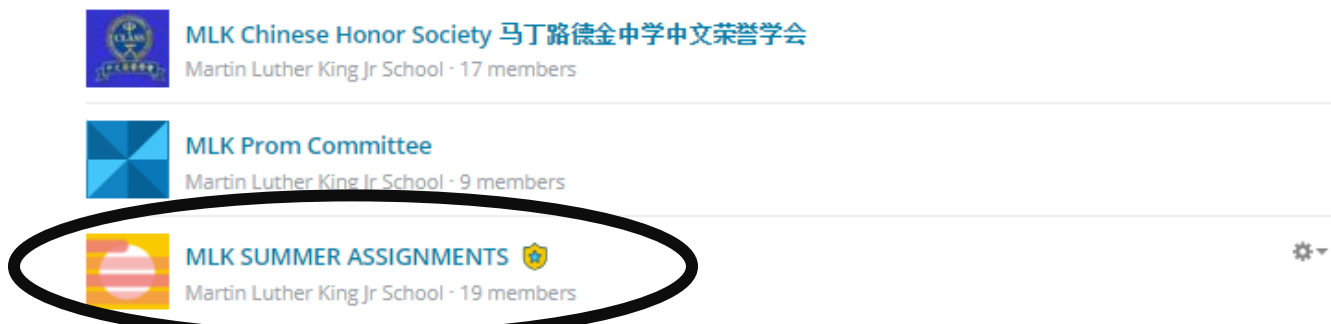 MLK Chinese Honor Society 马丁路德金中学中文荣誉学会
Martin Luther King Jr School · 17 members
MLK Prom Committee
Martin Luther King Jr School · 9 members
MLK SUMMER ASSIGNMENTS
Martin Luther King Jr School · 19 members